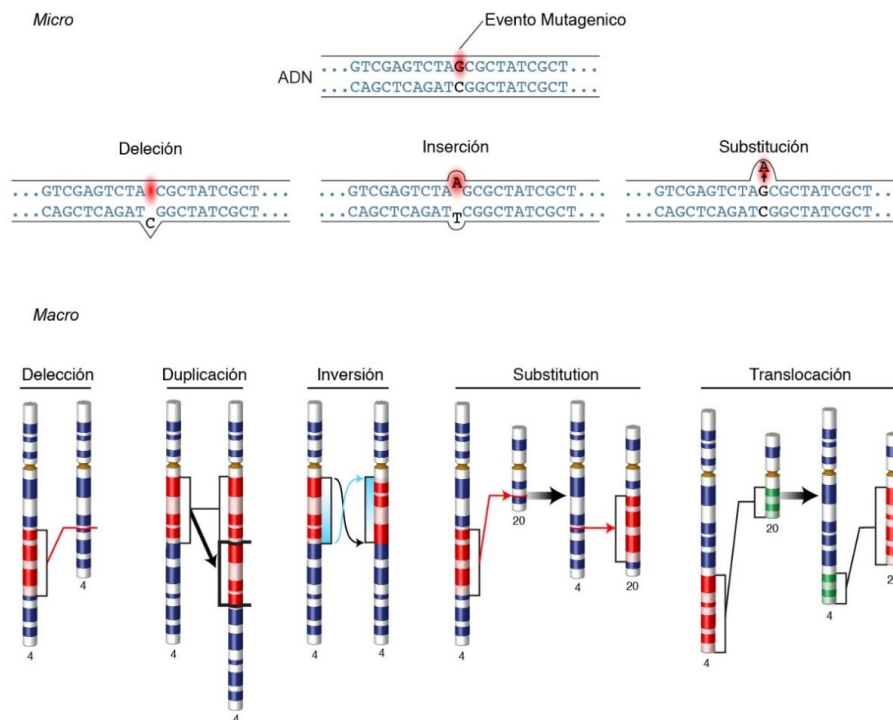 Micro
Evento Mutagenico
ADN
...GTCGAGTCTAGCGCTATCGCT...
...CAGCTCAGATCGGCTATCGCT...
Deleción
Inserción
Substitución
...GTCGAGTCTA CGCTATCGCT...
...CAGCTCAGAT GGCTATCGCT...
C
A
...GTCGAGTCTA GCGCTATCGCT...
...CAGCTCAGAT CGGCTATCGCT...
T
A
...GTCGAGTCTAGCGCTATCGCT...
...CAGCTCAGATCGGCTATCGCT...
Macro
Delección
Duplicación
Inversión
Substitution
Translocación
4
4
4
4
4
4
4
20
4
20
4
20
4